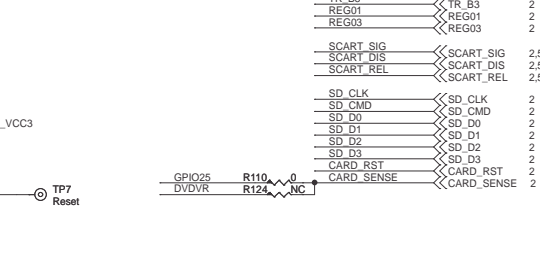 TR_B3 2
REG01 REG01 2
REG03 REG03 2
SCART_SIG SCART_SIG 2,5
SCART_DIS SCART_DIS 2,5
SCART_REL SCART_REL 2,5
SD_CLK SD_CLK 2
SD_CMD SD_CMD 2
SD_D0 SD_D0 2
SD_D1 SD_D1 2
SD_D2 SD_D2 2
SD_D3 SD_D3 2
CARD_RST CARD_RST 2
CARD_SENSE CARD_SENSE 2
_VCC3
GPIO25 R110 0
DVDVR R124 NC
TP7
Reset